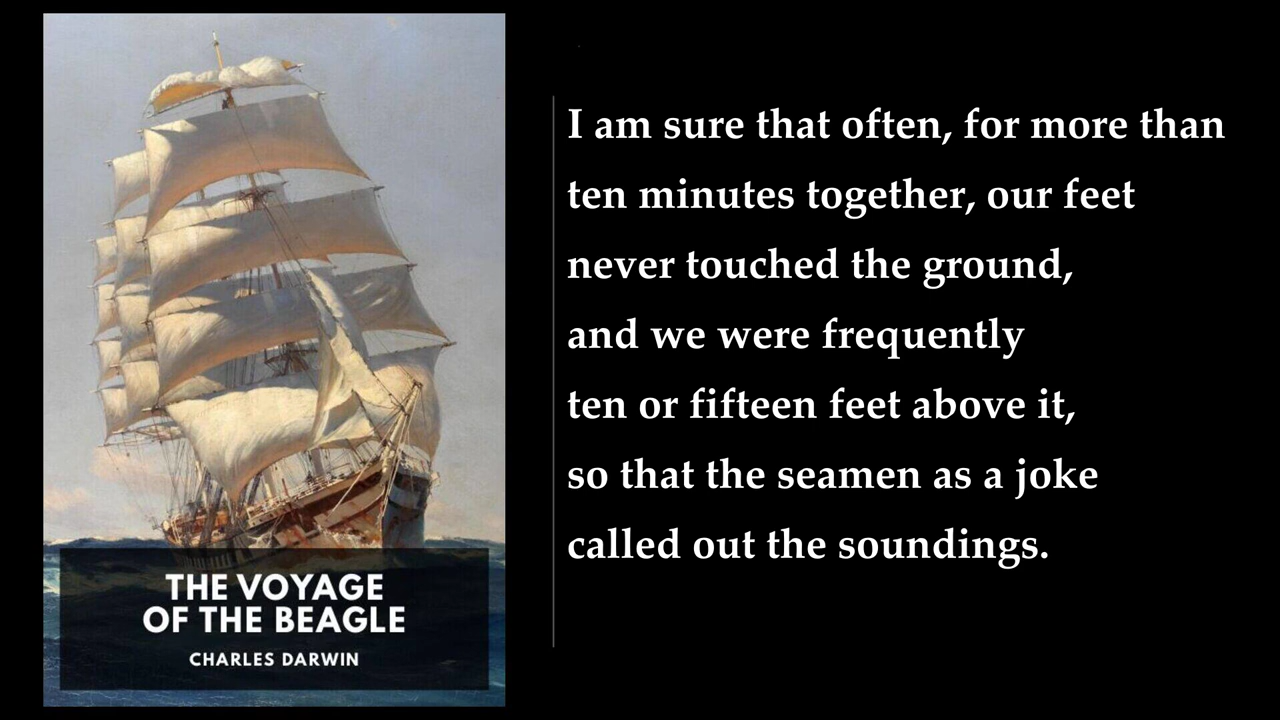 THE VOYAGE
OF THE BEAGLE
CHARLES DARWIN
I am sure that often, for more than
ten minutes together, our feet
never touched the ground,
and we were frequently
ten or fifteen feet above it,
so that the seamen as a joke
called out the soundings.